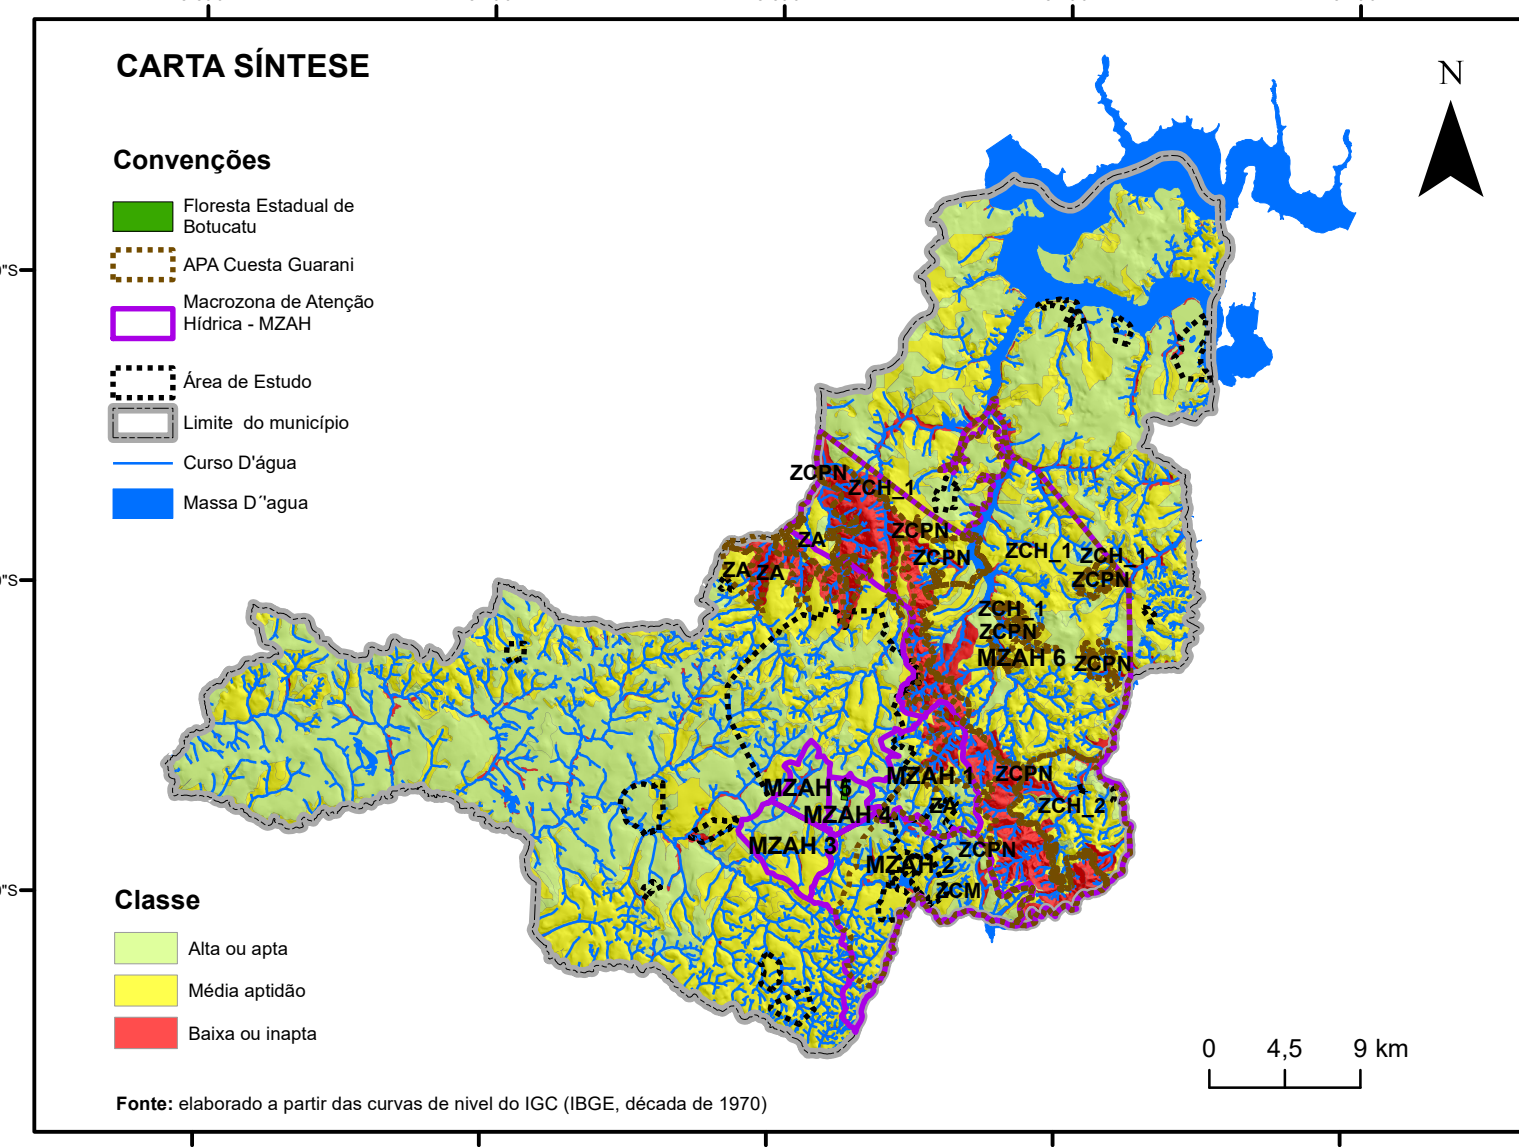 CARTA SÍNTESE
N
Convenções
Floresta Estadual de
Botucatu
APA Cuesta Guarani
Macrozona de Atenção
Hídrica - MZAH
Área de Estudo
Limite do município
Curso D'água
Massa D´'agua
"S
ZCPN
ZCH_1
ZCPN
ZA
ZCPN
ZCH_1
ZCH_1
ZA
ZA
ZCPN
"S
ZCH_1
ZCPN
MZAH 6
ZCPN
MZAH 1
ZCPN
MZAH 5
ZA
ZCH_2
MZAH 4
MZAH 3
ZCPN
MZAH 2
ZCM
"S
Classe
Alta ou apta
Média aptidão
Baixa ou inapta
0 4,5 9 km
Fonte: elaborado a partir das curvas de nivel do IGC (IBGE, década de 1970)